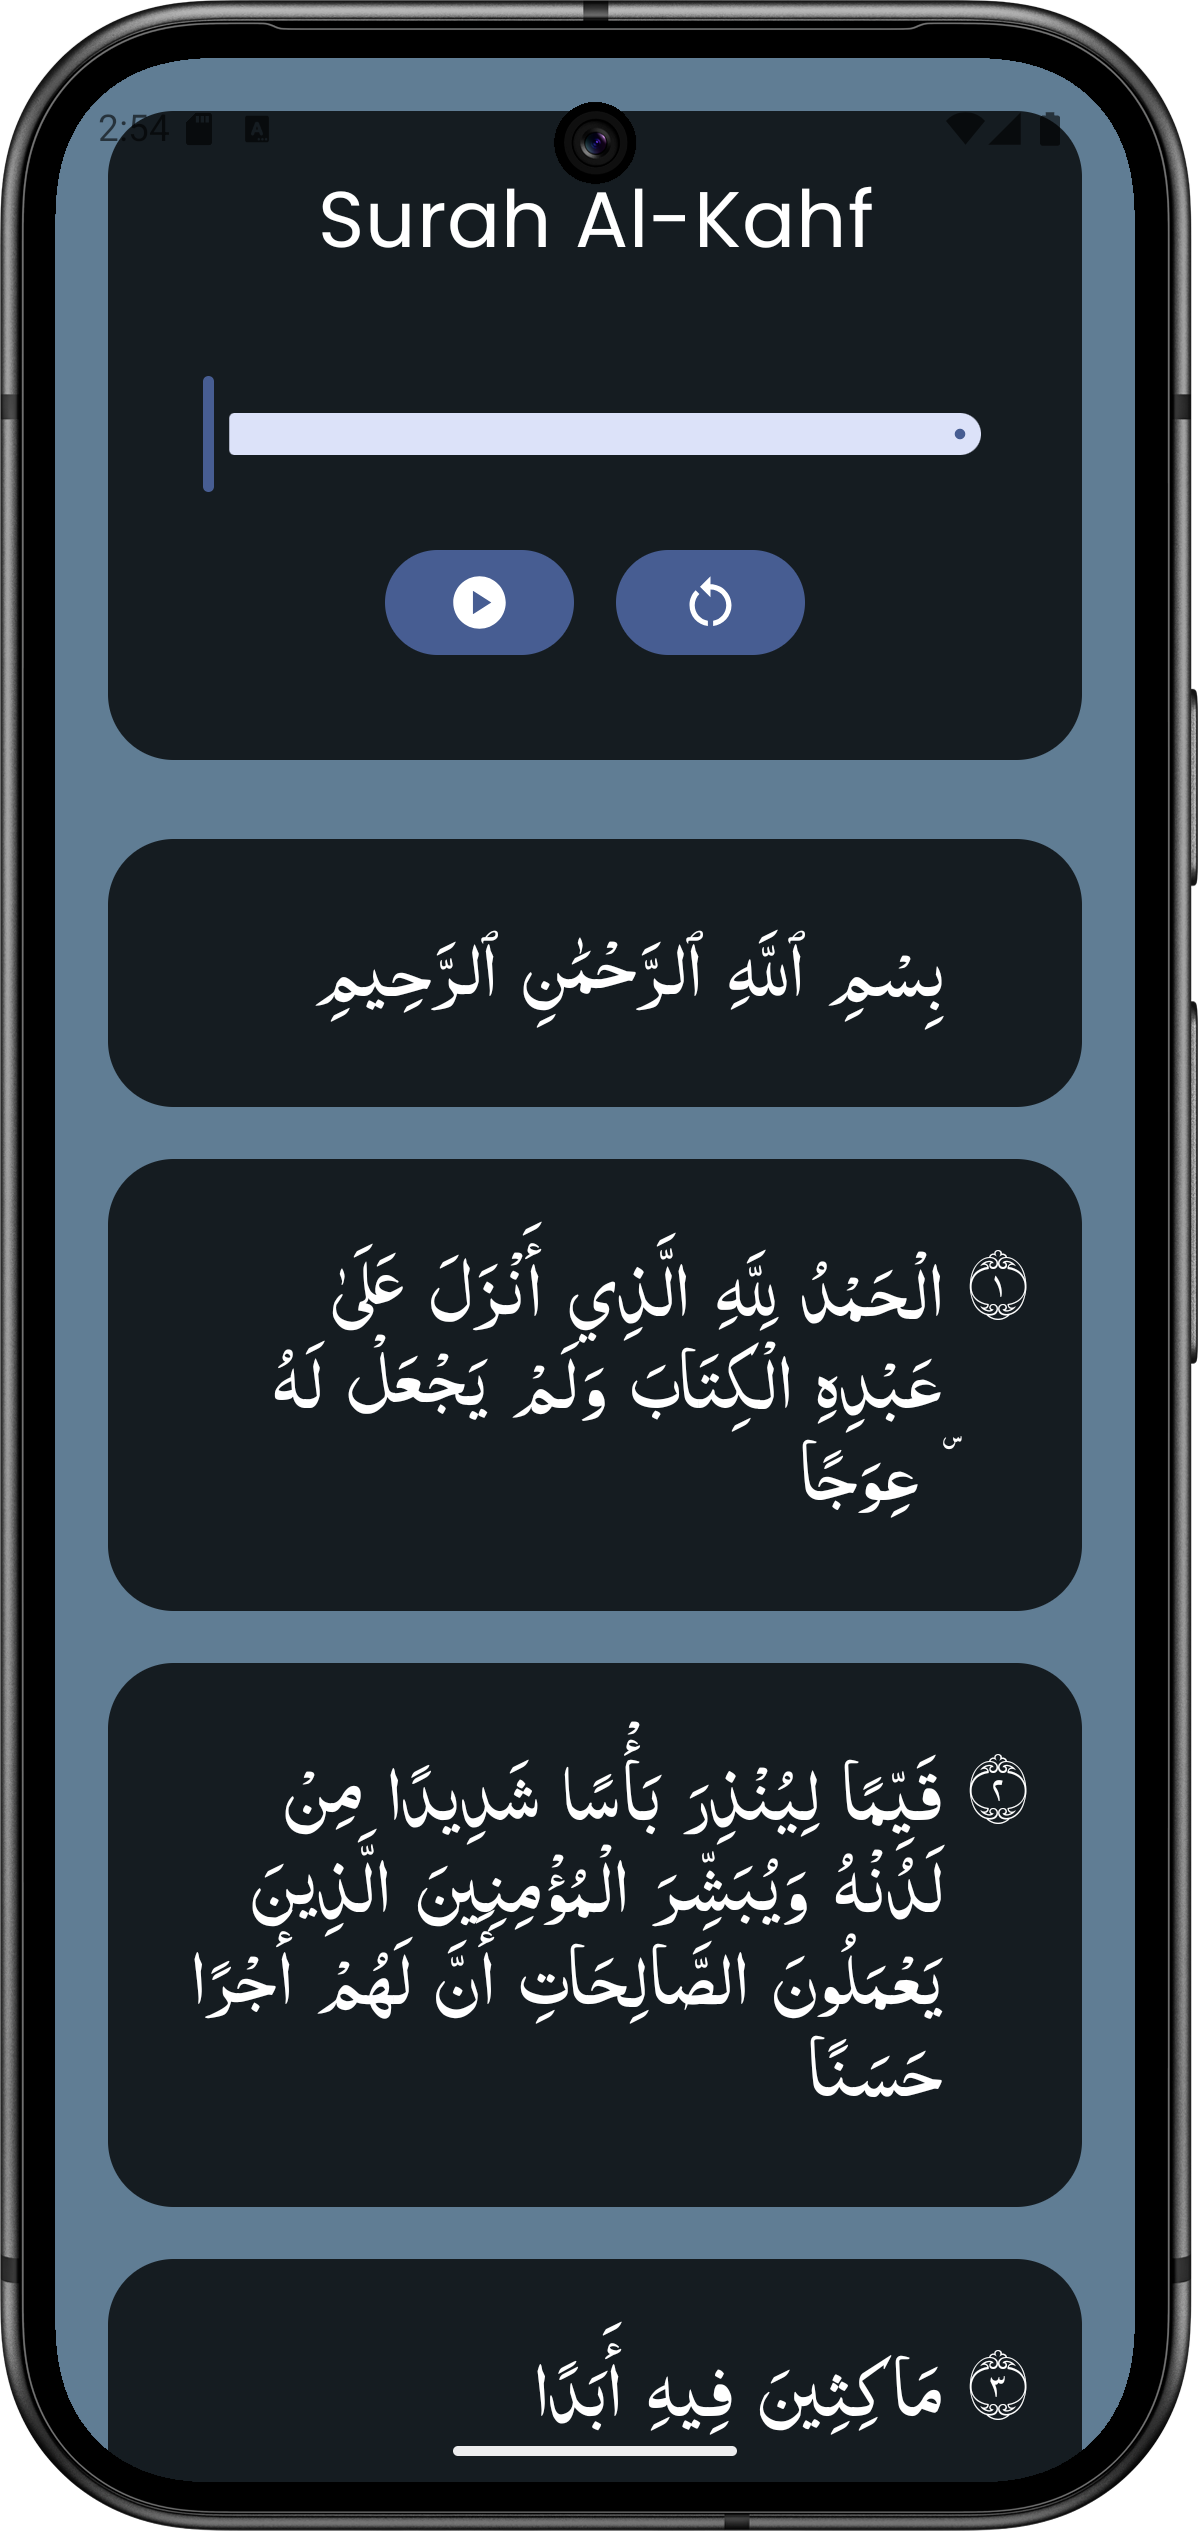 2:54
Surah Al-Kahf
بِسْمِ ٱللَّهِ ٱلرَّحْمَٰنِ ٱلرَّحِيمِ
١ الْحَمْدُ لِلَّهِ الَّذِي أَنْزَلَ عَلَىٰ
عَبْدِهِ الْكِتَابَ وَلَمْ يَجْعَلْ لَهُ
ۜ عِوَجًا
٢ قَيِّمًا لِيُنْذِرَ بَأْسًا شَدِيدًا مِنْ
لَدُنْهُ وَيُبَشِّرَ الْمُؤْمِنِينَ الَّذِينَ
يَعْمَلُونَ الصَّالِحَاتِ أَنَّ لَهُمْ أَجْرًا
حَسَنًا
٣ مَاكِثِينَ فِيهِ أَبَدًا